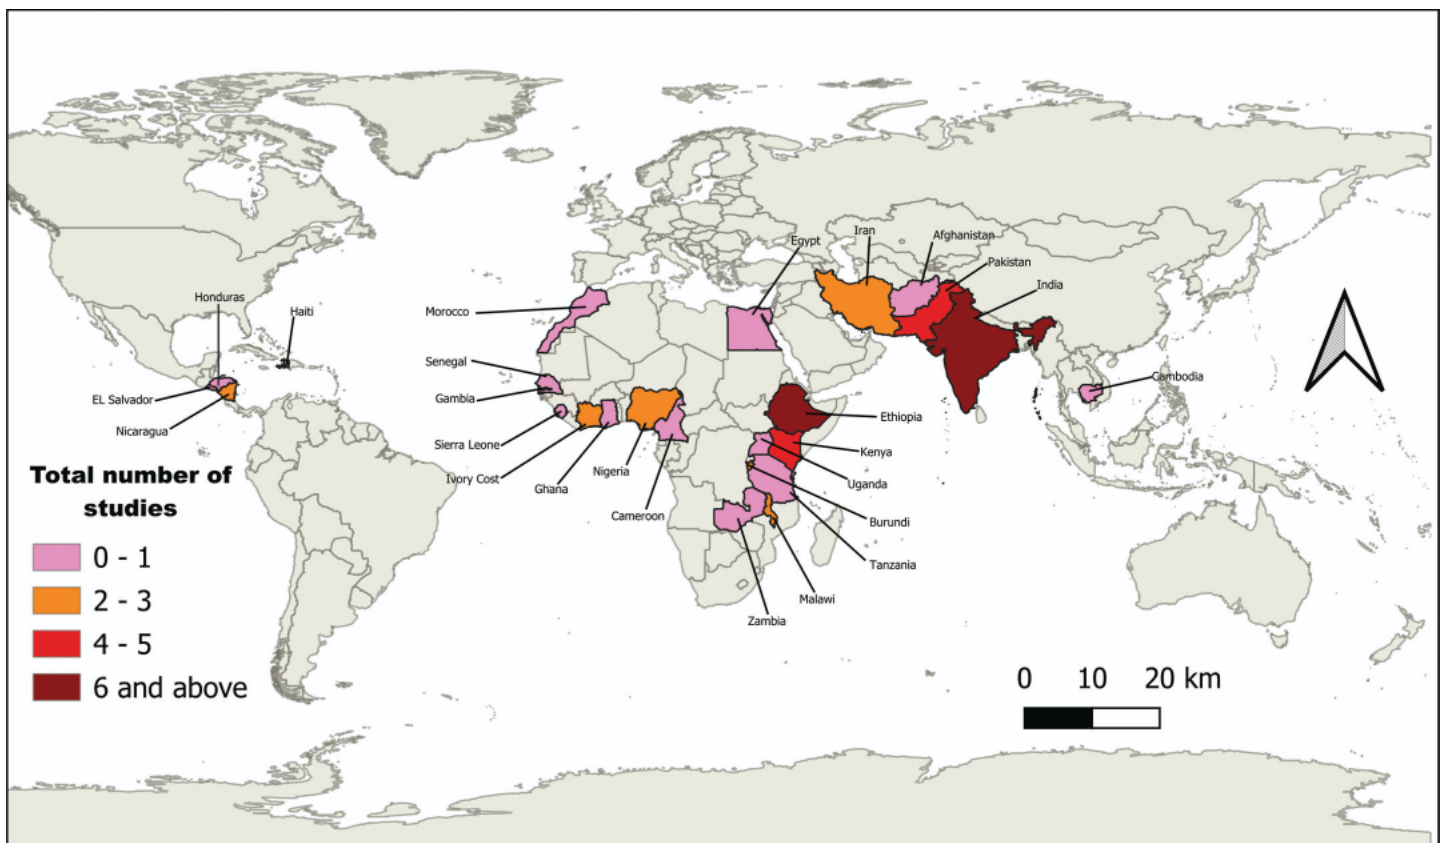 Egypt
Iran
Afghanistan
Pakistan
India
Honduras
Haiti
Morocco
Senegal
Gambia
EL Salvador
Nicaragua
Sierra Leone
Ivory Cost
Ghana
Nigeria
Cameroon
Cambodia
Ethiopia
Kenya
Uganda
Burundi
Tanzania
Malawi
Zambia
Total number of
studies
0 - 1
2 - 3
4 - 5
6 and above
0 10 20 km